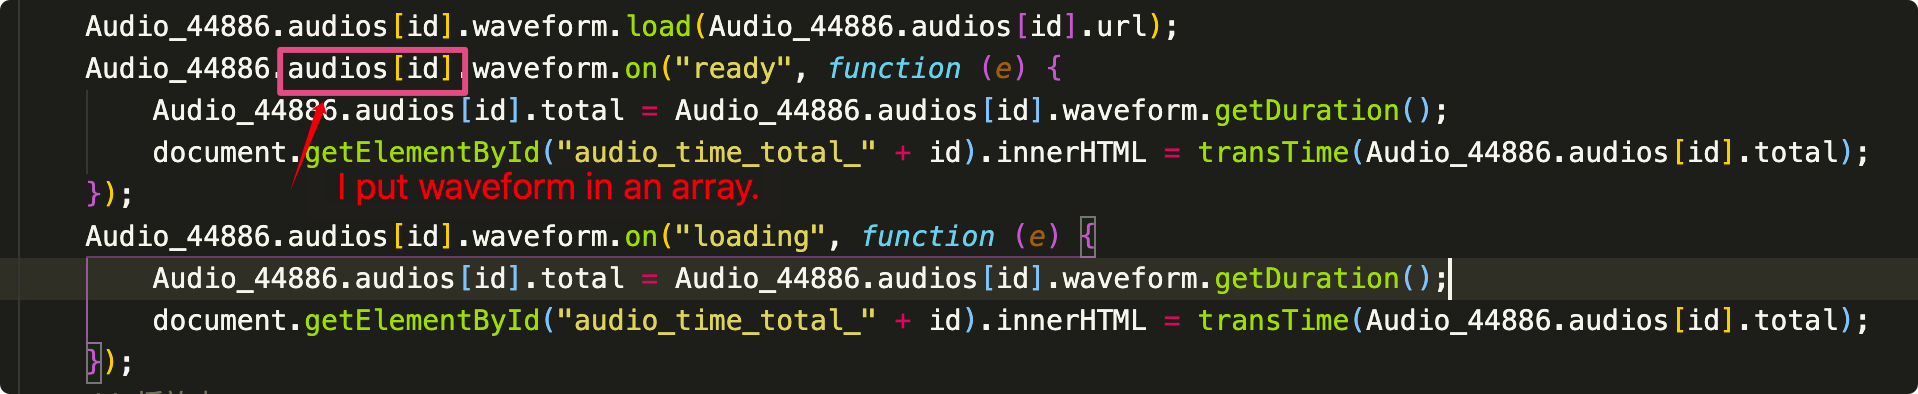 Audio_44886.audios[id].waveform.load(Audio_44886.audios[id].url);
Audio_44886.audios[id].waveform.on("ready", function (e) {
Audio_44886.audios[id].total = Audio_44886.audios[id].waveform.getDuration();
document.getElementById("audio_time_total_" + id).innerHTML = transTime(Audio_44886.audios[id].total);
});
I put waveform in an array.
Audio_44886.audios[id].waveform.on("loading", function (e) {
Audio_44886.audios[id].total = Audio_44886.audios[id].waveform.getDuration();
document.getElementById("audio_time_total_" + id).innerHTML = transTime(Audio_44886.audios[id].total);
});